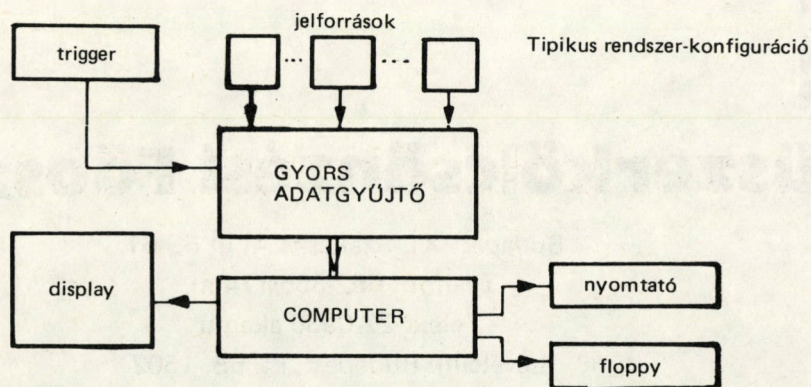 jelforrások
trigger
Tipikus rendszer-konfiguráció
GYORS
ADATGYŰJTŐ
display
COMPUTER
nyomtató
floppy